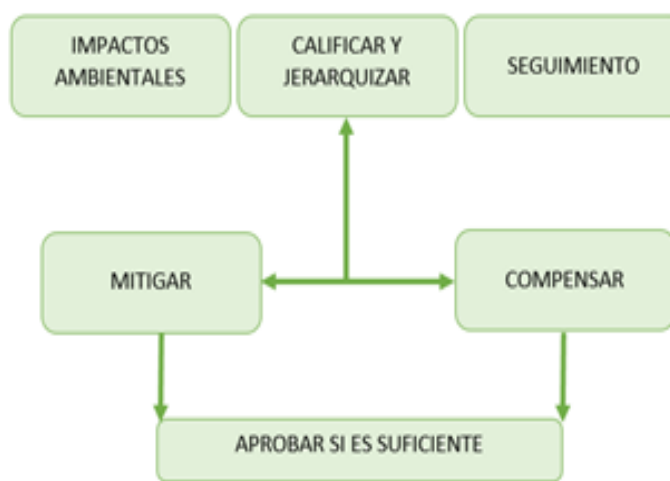 IMPACTOS
AMBIENTALES
CALIFICAR Y
JERARQUIZAR
SEGUIMIENTO
MITIGAR
COMPENSAR
APROBAR SI ES SUFICIENTE